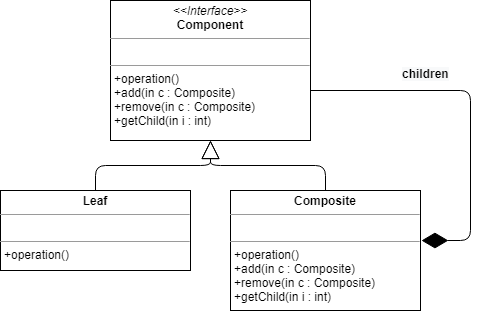 <<Interface>>
Component
+operation()
+add(in c : Composite)
+remove(in c : Composite)
+getChild(in i : int)
children
Leaf
+operation()
Composite
+operation()
+add(in c : Composite)
+remove(in c : Composite)
+getChild(in i : int)